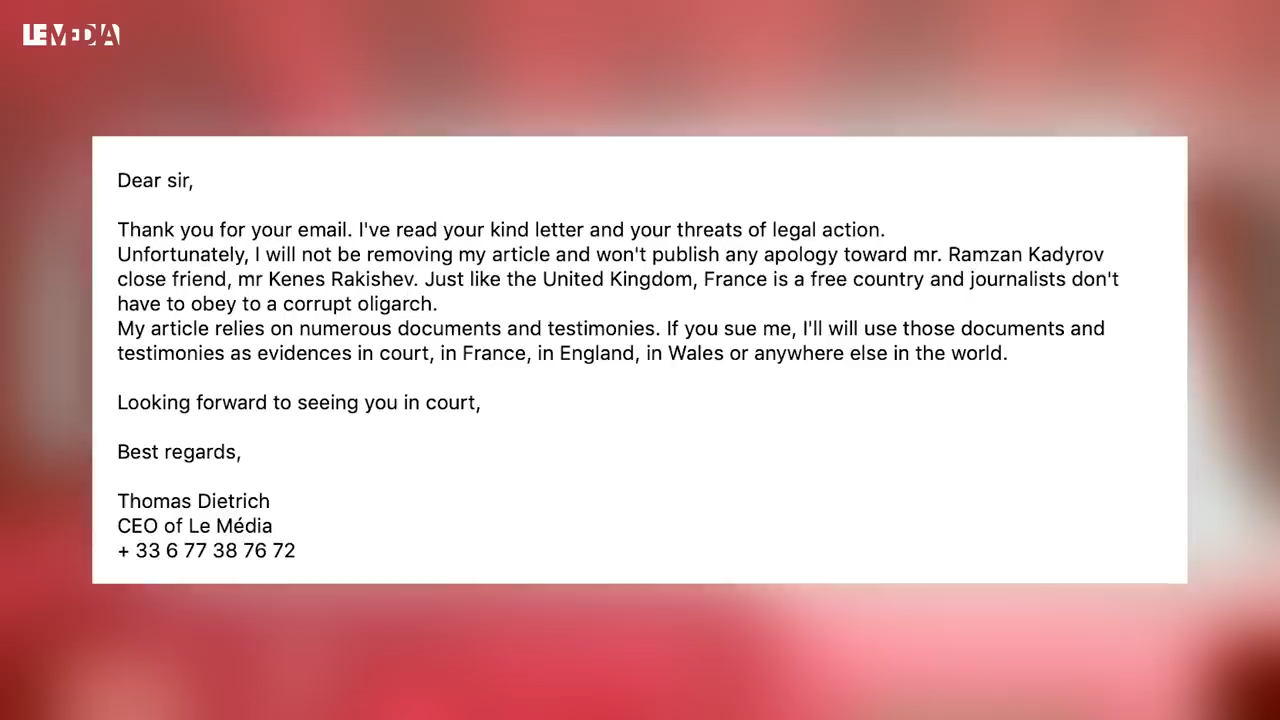 LEMEDIA
Dear sir,
Thank you for your email. I've read your kind letter and your threats of legal action.
Unfortunately, I will not be removing my article and won't publish any apology toward mr. Ramzan Kadyrov
close friend, mr Kenes Rakishev. Just like the United Kingdom, France is a free country and journalists don't
have to obey to a corrupt oligarch.
My article relies on numerous documents and testimonies. If you sue me, I'll will use those documents and
testimonies as evidences in court, in France, in England, in Wales or anywhere else in the world.
Looking forward to seeing you in court,
Best regards,
Thomas Dietrich
CEO of Le Média
+ 33 6 77 38 76 72